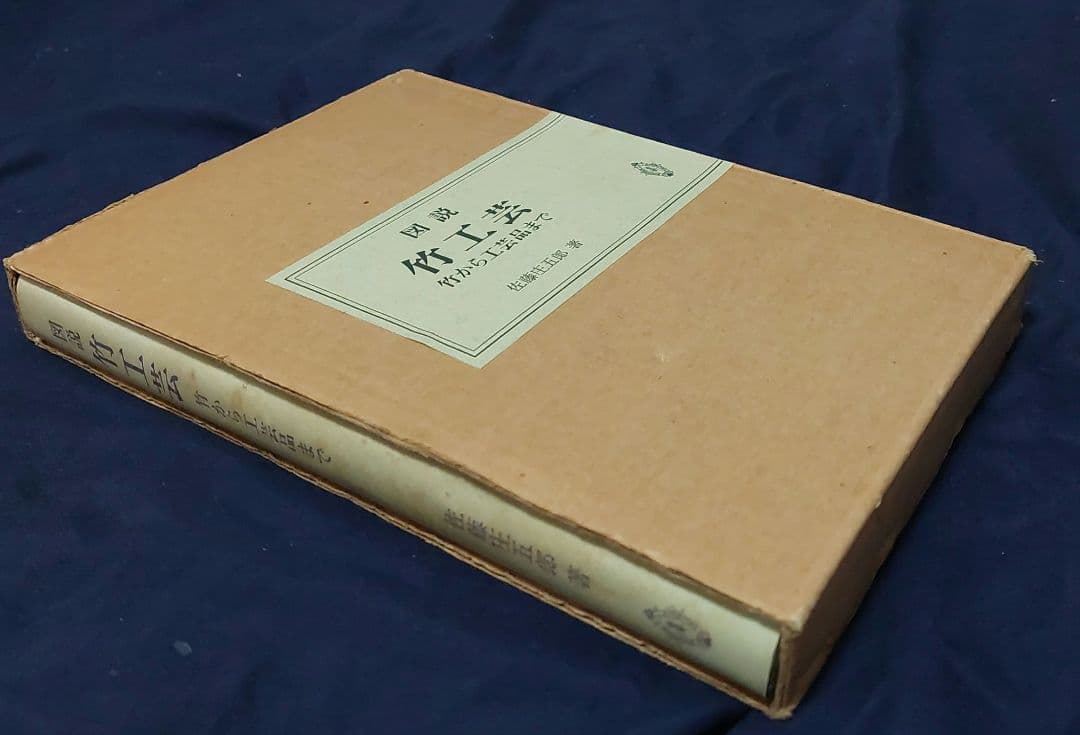 図説
竹工芸
竹から工芸品まで
佐藤庄五郎 著
図説 竹工芸 竹から工芸品まで 佐藤庄五郎 著